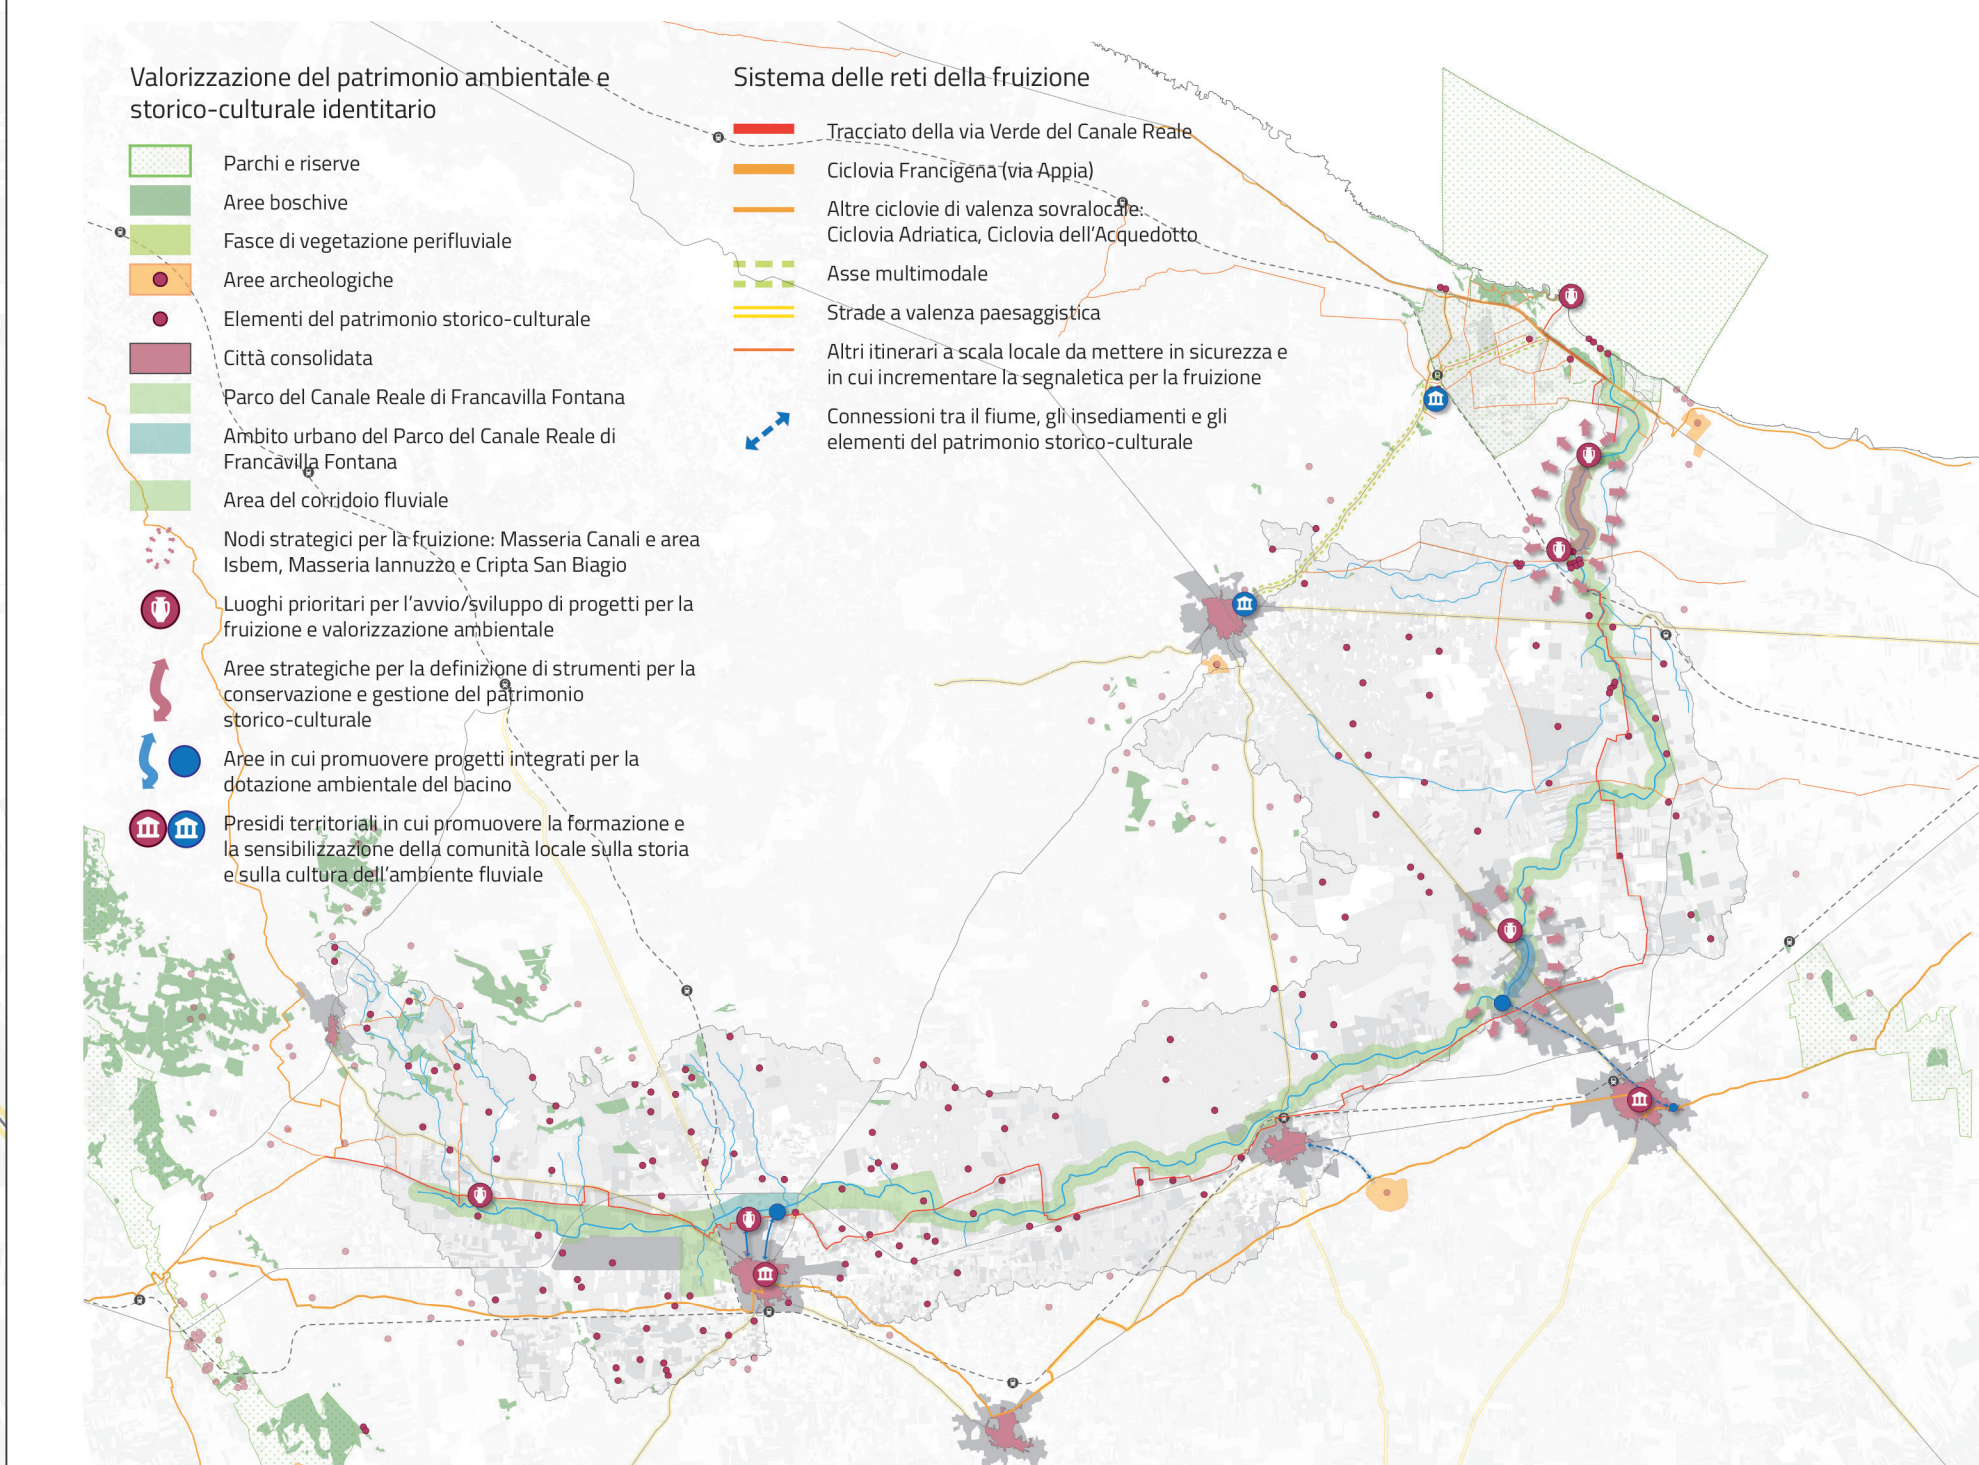 Valorizzazione del patrimonio ambientale e
storico-culturale identitario
Parchi e riserve
Aree boschive
Fasce di vegetazione perifluviale
Aree archeologiche
Elementi del patrimonio storico-culturale
Città consolidata
Parco del Canale Reale di Francavilla Fontana
Ambito urbano del Parco del Canale Reale di
Francavilla Fontana
Area del corridoio fluviale
Nodi strategici per la fruizione: Masseria Canali e area
Isbem, Masseria Iannuzzo e Cripta San Biagio
Luoghi prioritari per l'avvio/sviluppo di progetti per la
fruizione e valorizzazione ambientale
Aree strategiche per la definizione di strumenti per la
conservazione e gestione del patrimonio
storico-culturale
Aree in cui promuovere progetti integrati per la
dotazione ambientale del bacino
Presidi territoriali in cui promuovere la formazione e
la sensibilizzazione della comunità locale sulla storia
e sulla cultura dell'ambiente fluviale
Sistema delle reti della fruizione
Tracciato della via Verde del Canale Reale
Ciclovia Francigena (via Appia)
Altre ciclovie di valenza sovralocale:
Ciclovia Adriatica, Ciclovia dell'Acquedotto
Asse multimodale
Strade a valenza paesaggistica
Altri itinerari a scala locale da mettere in sicurezza e
in cui incrementare la segnaletica per la fruizione
Connessioni tra il fiume, gli insediamenti e gli
elementi del patrimonio storico-culturale